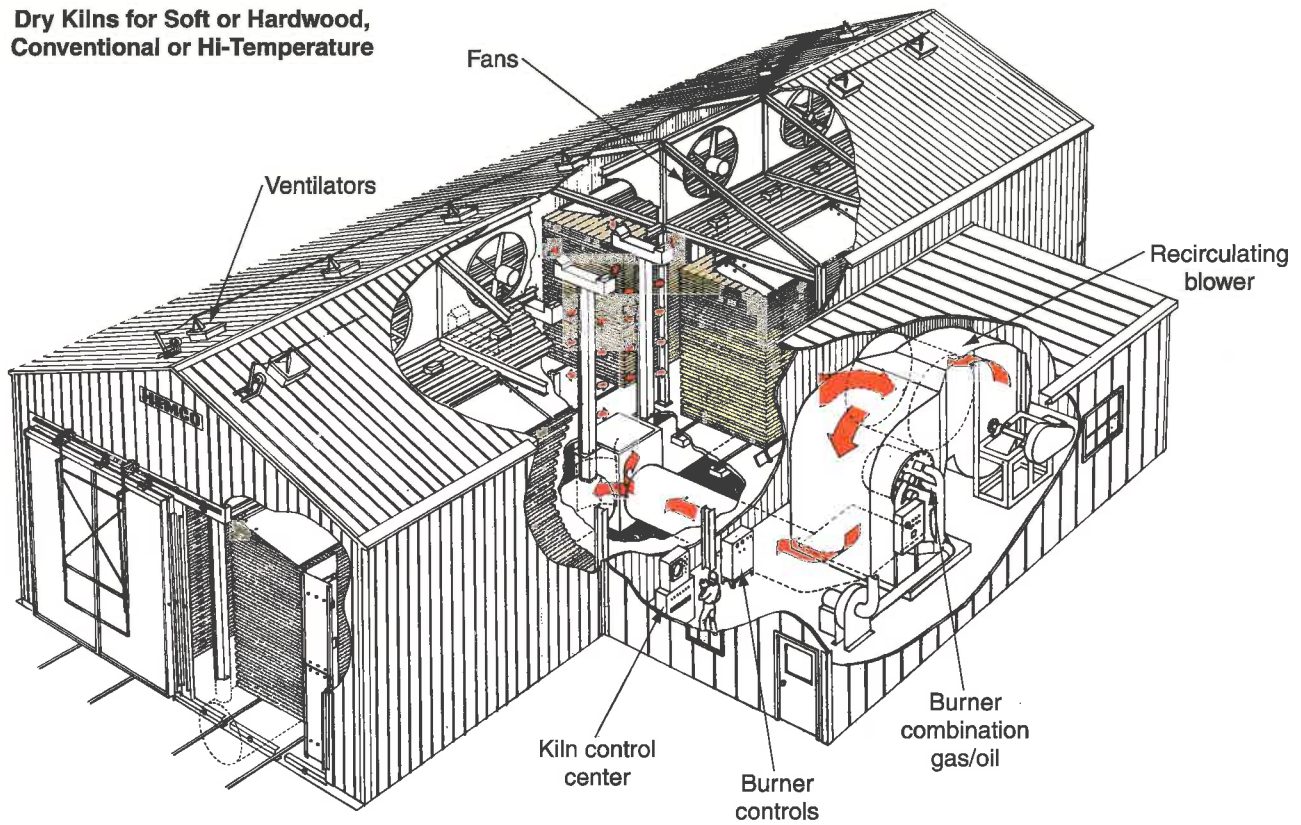 Dry Kilns for Soft or Hardwood,
Conventional or Hi-Temperature
Fans
Ventilators
Recirculating
blower
HEMCO
Kiln control
center
Burner
controls
Burner
combination
gas/oil